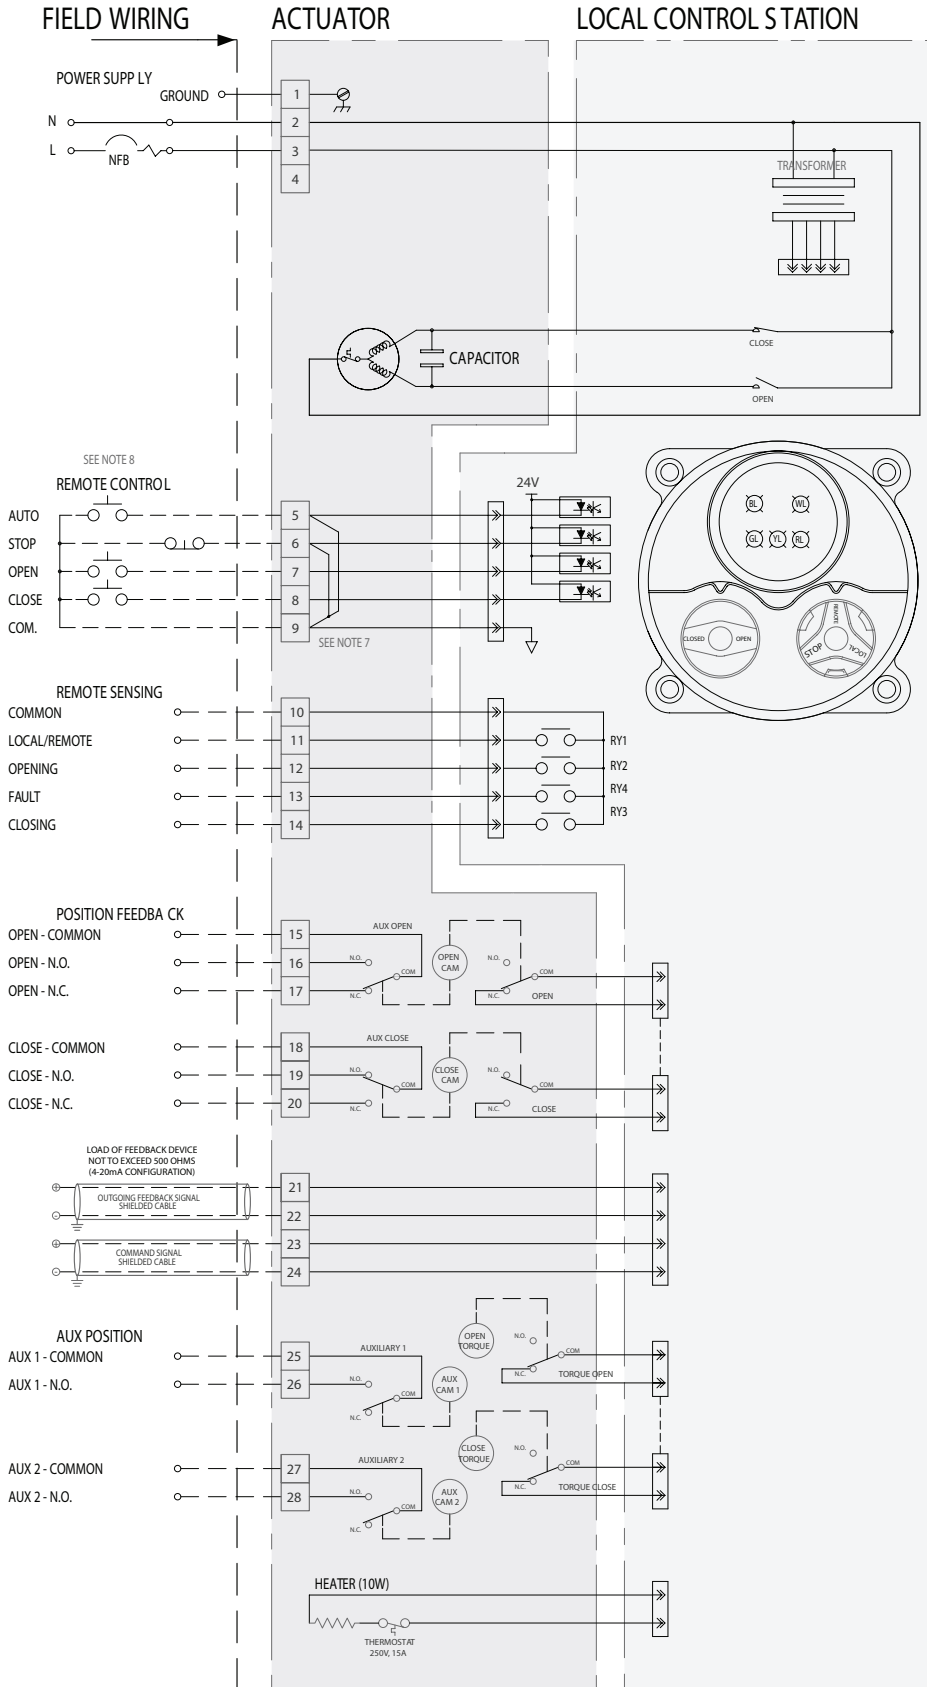 FIELD WIRING
ACTUATOR
LOCAL CONTROL STATION
POWER SUPPLY
GROUND
1
N
2
L
NFB
3
4
TRANSFORMER
CLOSE
CAPACITOR
OPEN
SEE NOTE 8
REMOTE CONTROL
24V
AUTO
5
STOP
6
OPEN
7
CLOSE
8
COM.
9
SEE NOTE 7
BL
WL
GL
YL
RL
CLOSED
OPEN
REMOTE
STOP
LOCAL
REMOTE SENSING
COMMON
10
LOCAL/REMOTE
11
RY1
OPENING
12
RY2
FAULT
13
RY4
CLOSING
14
RY3
POSITION FEEDBACK
OPEN - COMMON
15
AUX OPEN
OPEN - N.O.
16
N.O.
COM
OPEN CAM
N.O.
COM
OPEN - N.C.
17
N.C.
N.C.
OPEN
CLOSE - COMMON
18
AUX CLOSE
CLOSE - N.O.
19
N.O.
COM
CLOSE CAM
N.O.
COM
CLOSE - N.C.
20
N.C.
N.C.
CLOSE
LOAD OF FEEDBACK DEVICE
NOT TO EXCEED 500 OHMS
(4-20mA CONFIGURATION)
+
21
OUTGOING FEEDBACK SIGNAL
SHIELDED CABLE
-
22
+
23
COMMAND SIGNAL
SHIELDED CABLE
-
24
AUX POSITION
OPEN
TORQUE
N.O.
COM
N.C.
TORQUE OPEN
AUX 1 - COMMON
25
AUXILIARY 1
AUX 1 - N.O.
26
N.O.
COM
N.C.
AUX
CAM 1
CLOSE
TORQUE
N.O.
COM
N.C.
TORQUE CLOSE
AUX 2 - COMMON
27
AUXILIARY 2
AUX 2 - N.O.
28
N.O.
COM
N.C.
AUX
CAM 2
HEATER (10W)
THERMOSTAT
250V, 15A